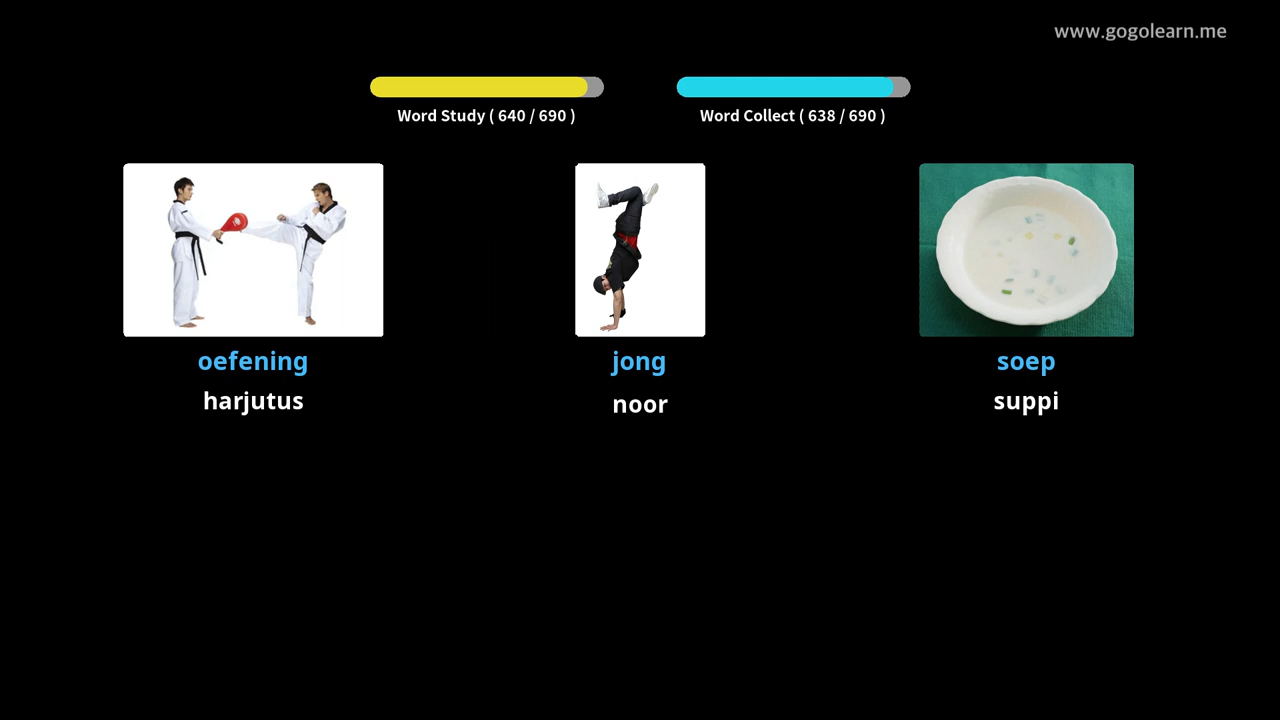 www.gogolearn.me
Word Study ( 640 / 690 )
Word Collect ( 638 / 690 )
oefening
harjutus
jong
noor
soep
suppi